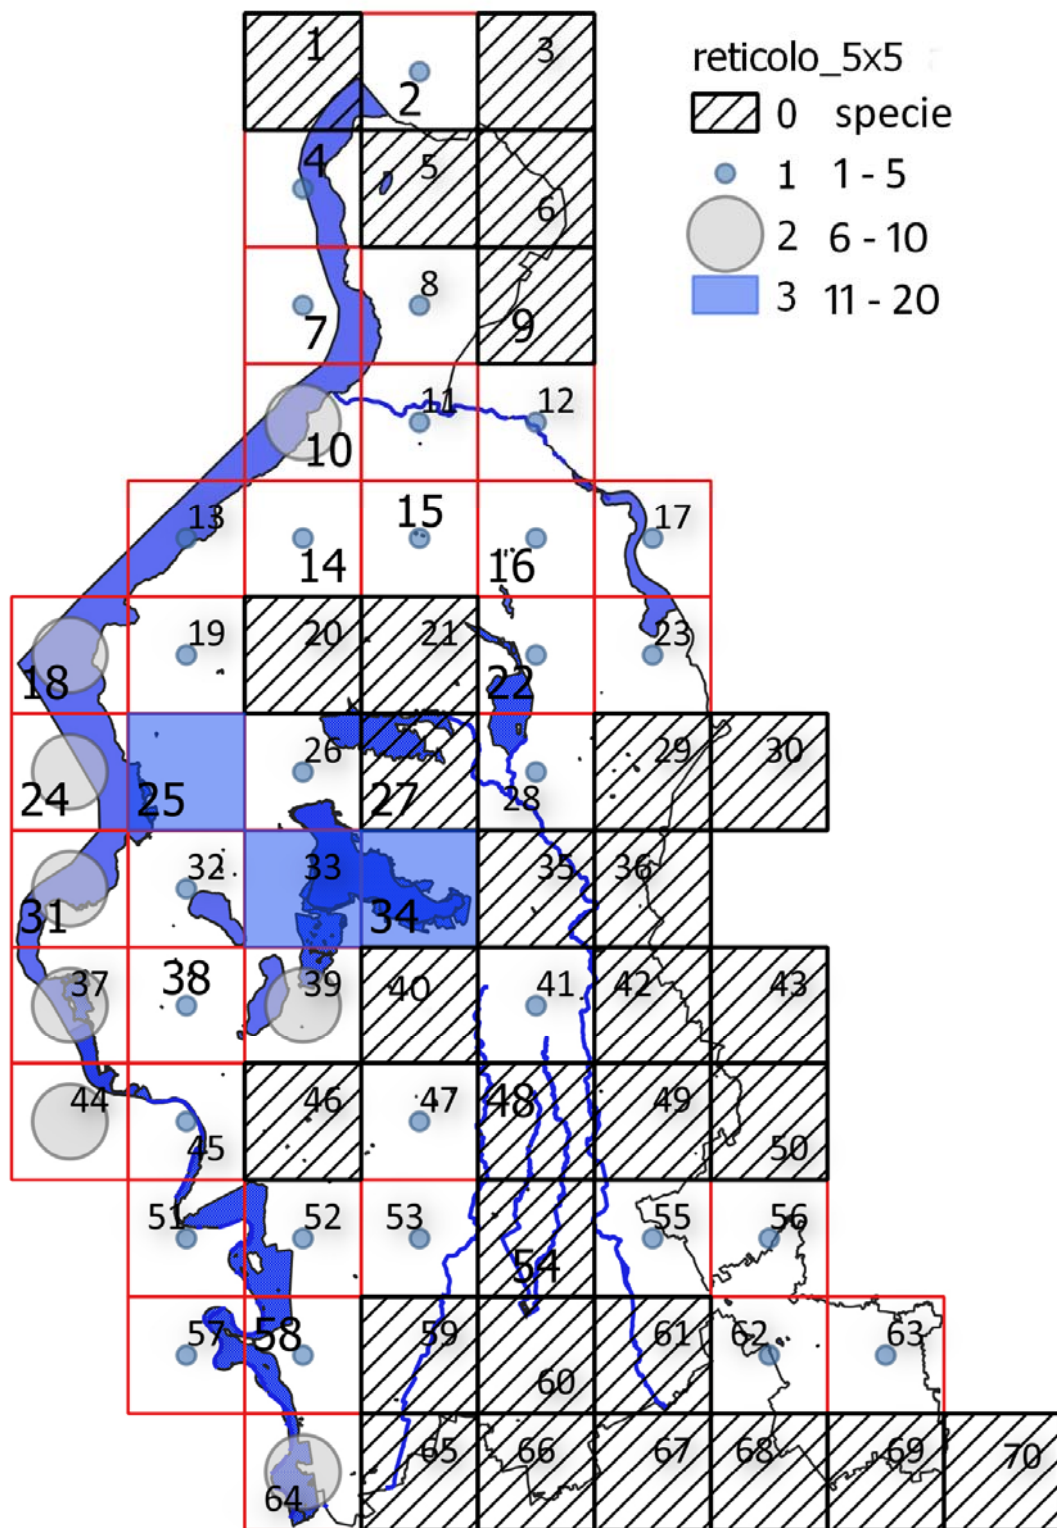 reticolo_5x5
0 specie
1 1 - 5
2 6 - 10
3 11 - 20
1 2 3
4 5 6
7 8 9
10 11 12
13 14 15 16 17
18 19 20 21 22 23
24 25 26 27 28 29 30
31 32 33 34 35 36
37 38 39 40 41 42 43
44 45 46 47 48 49 50
51 52 53 54 55 56
57 58 59 60 61 62 63
64 65 66 67 68 69 70